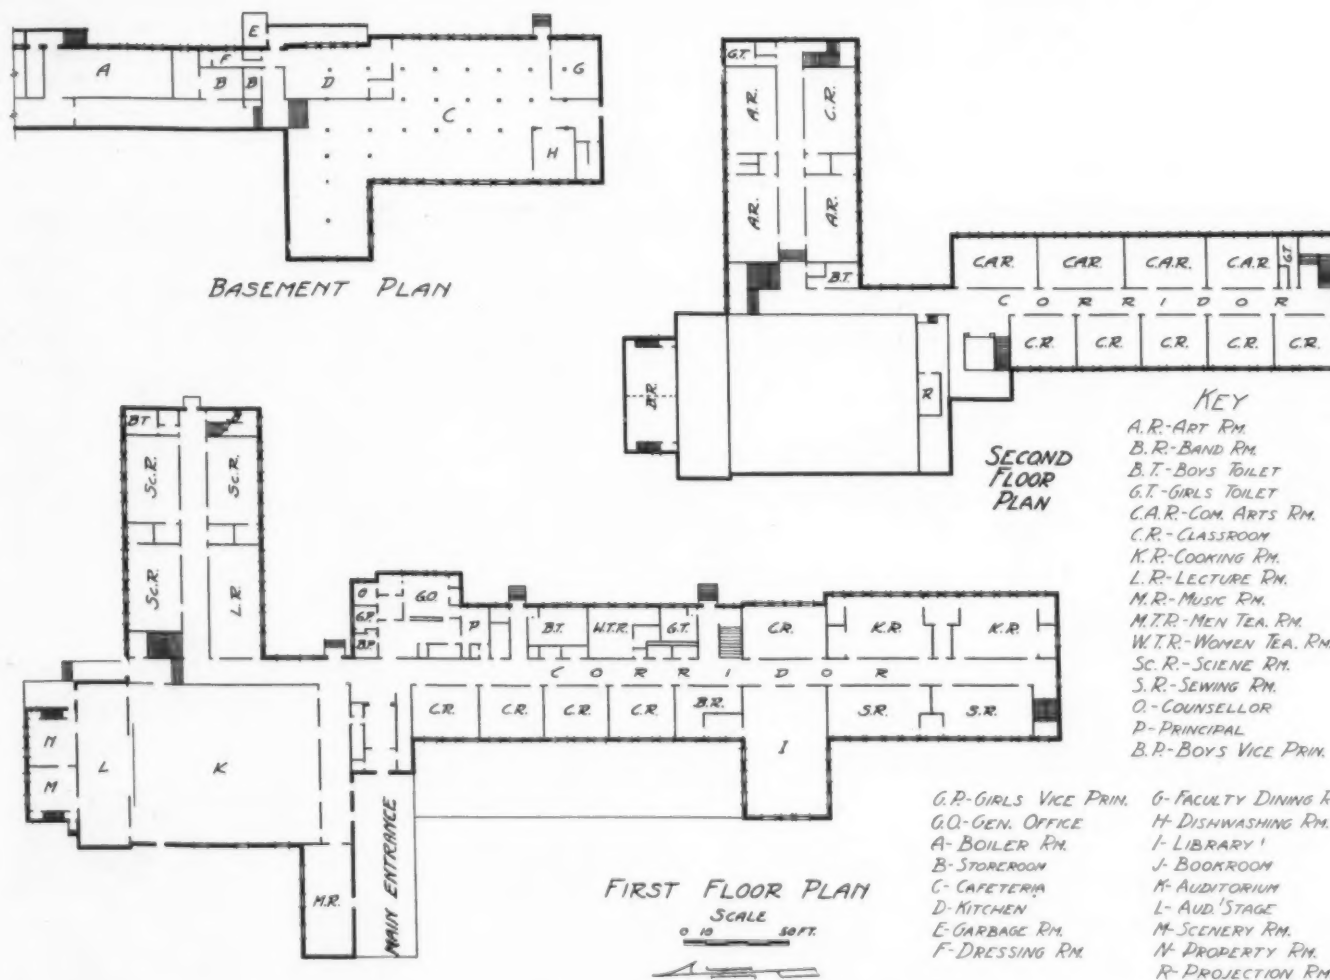 E
F
A
B
B
D
G
C
H
BASEMENT PLAN
G.T.
A.R.
C.R.
A.R.
A.R.
B.T.
C.A.R.
C.A.R.
C.A.R.
C.A.R.
G.T.
CORRIDOR
C.R.
C.R.
C.R.
C.R.
C.R.
B.R.
R
SECOND
FLOOR
PLAN
KEY
A.R.-ART RM.
B.R.-BAND RM.
B.T.-BOYS TOILET
G.T.-GIRLS TOILET
C.A.R.-COM. ARTS RM.
C.R.-CLASSROOM
K.R.-COOKING RM.
L.R.-LECTURE RM.
M.R.-MUSIC RM.
M.T.R.-MEN TEA. RM.
W.T.R.-WOMEN TEA. RM.
SC.R.-SCIENE RM.
S.R.-SEWING RM.
O.-COUNSELLOR
P-PRINCIPAL
B.P.-BOYS VICE PRIN.
G.P.-GIRLS VICE PRIN.
G.O.-GEN. OFFICE
A-BOILER RM.
B-STOREROOM
C-CAFETERIA
D-KITCHEN
E-GARBAGE RM.
F-DRESSING RM.
G-FACULTY DINING R
H-DISHWASHING RM.
I-LIBRARY
J-BOOKROOM
K-AUDITORIUM
L-AUD. STAGE
M-SCENERY RM.
N-PROPERTY RM.
R-PROJECTION RM.
B.T.
Sc.R.
Sc.R.
Sc.R.
L.R.
O
G.O.
G.P.
B.P.
P
B.T.
W.T.R.
G.T.
C.R.
K.R.
K.R.
CORRIDOR
C.R.
C.R.
C.R.
C.R.
B.R.
S.R.
S.R.
I
N
M
L
K
M.R.
MAIN ENTRANCE
FIRST FLOOR PLAN
SCALE
0 10 50 FT.